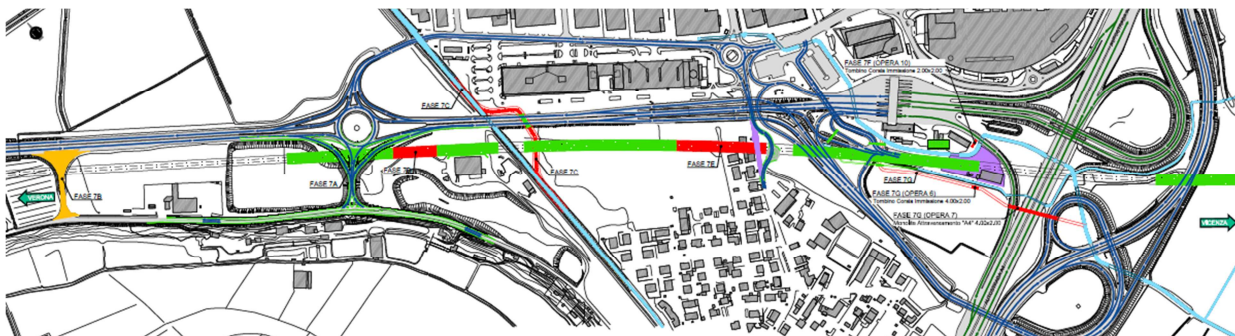 FASE 7F (OPERA 10)
Tombino Corsia Immissione 2.00x2.00
FASE 7C
FASE 7E
FASE 7A
FASE 7B
VERONA
FASE 7C
FASE 7G
FASE 7G (OPERA 6)
Tombino Corsia Immissione 4.00x2.00
FASE 7G (OPERA 7)
Monolite Attraversamento "A4" 4.00x2.00
VICENZA